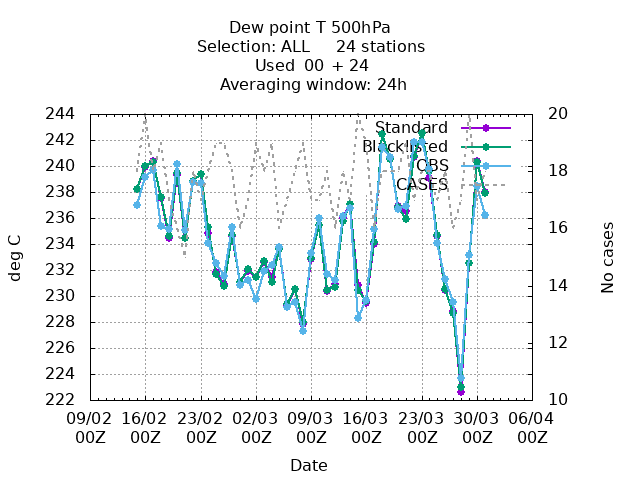 Dew point T 500hPa
Selection: ALL 24 stations
Used 00 + 24
Averaging window: 24h
244 20
Standard
242
Blacklisted
240 18
OBS
238
CASES
236 16
234
232
230 14
228
226 12
224
222 10
deg C
No cases
09/02 16/02 23/02 02/03 09/03 16/03 23/03 30/03 06/04
00Z 00Z 00Z 00Z 00Z 00Z 00Z 00Z 00Z
Date